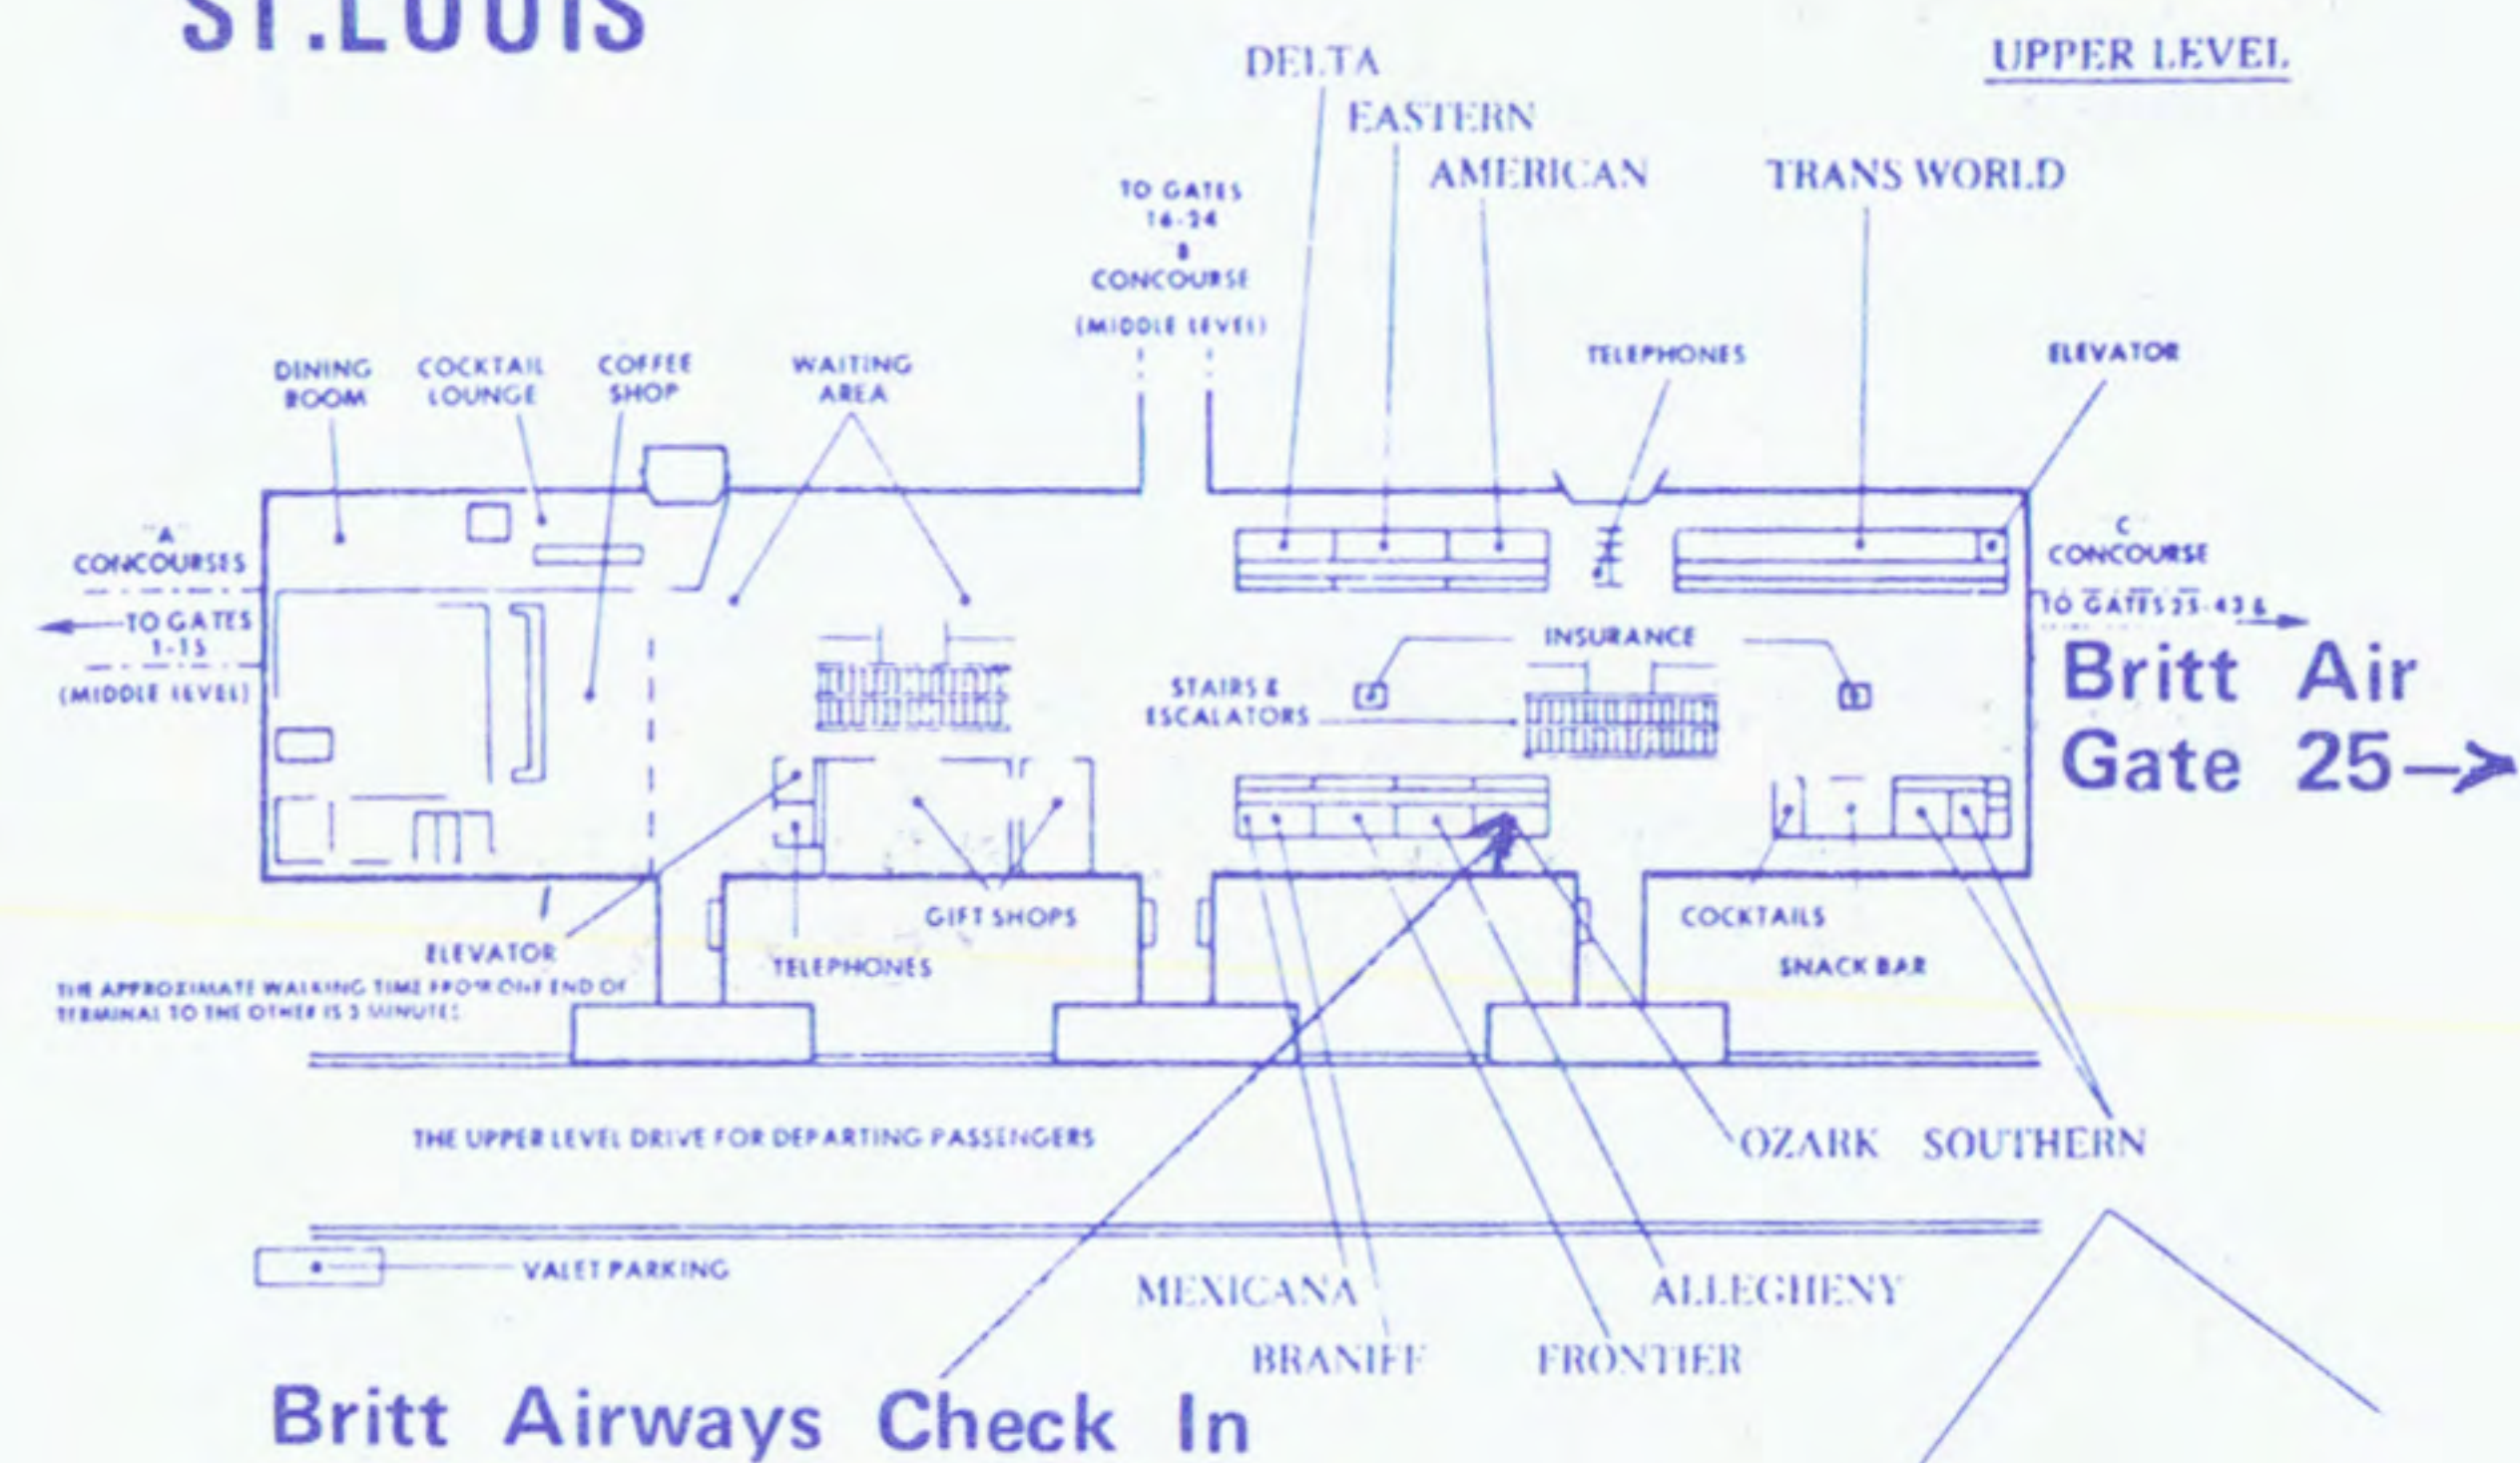 ST.LOUIS
UPPER LEVEL
DELTA
EASTERN
AMERICAN
TRANS WORLD
TO GATES
16-24
B
CONCOURSE
(MIDDLE LEVEL)
DINING
ROOM
COCKTAIL
LOUNGE
COFFEE
SHOP
WAITING
AREA
TELEPHONES
ELEVATOR
"A"
CONCOURSES
TO GATES
1-15
(MIDDLE LEVEL)
C
CONCOURSE
TO GATES 25-43 &
Britt Air
Gate 25
INSURANCE
STAIRS &
ESCALATORS
GIFT SHOPS
COCKTAILS
ELEVATOR
TELEPHONES
SNACK BAR
THE APPROXIMATE WALKING TIME FROM ONE END OF
TERMINAL TO THE OTHER IS 3 MINUTES
THE UPPER LEVEL DRIVE FOR DEPARTING PASSENGERS
OZARK
SOUTHERN
VALET PARKING
MEXICANA
ALLEGHENY
BRANIFF
FRONTIER
Britt Airways Check In